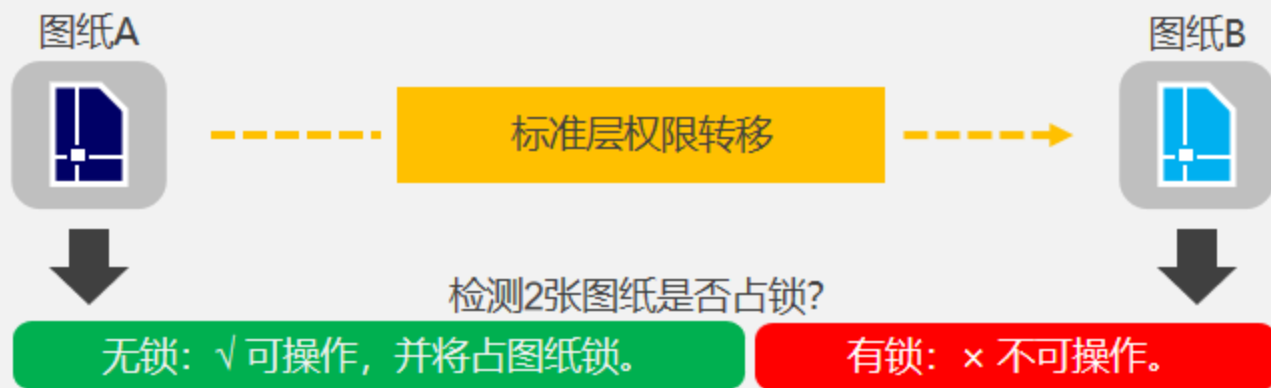 图纸A
图纸B
标准层权限转移
检测2张图纸是否占锁?
无锁：√ 可操作，并将占图纸锁。
有锁：× 不可操作。